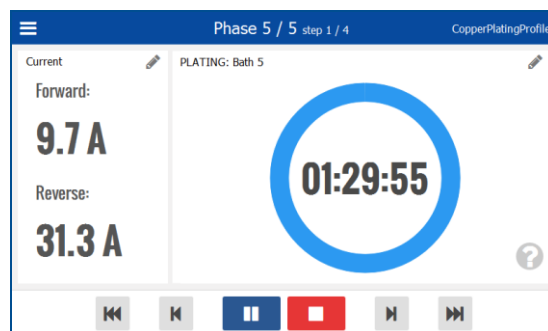 Phase 5 / 5 step 1 / 4
CopperPlatingProfile
Current
Forward:
9.7 A
Reverse:
31.3 A
PLATING: Bath 5
01:29:55
?